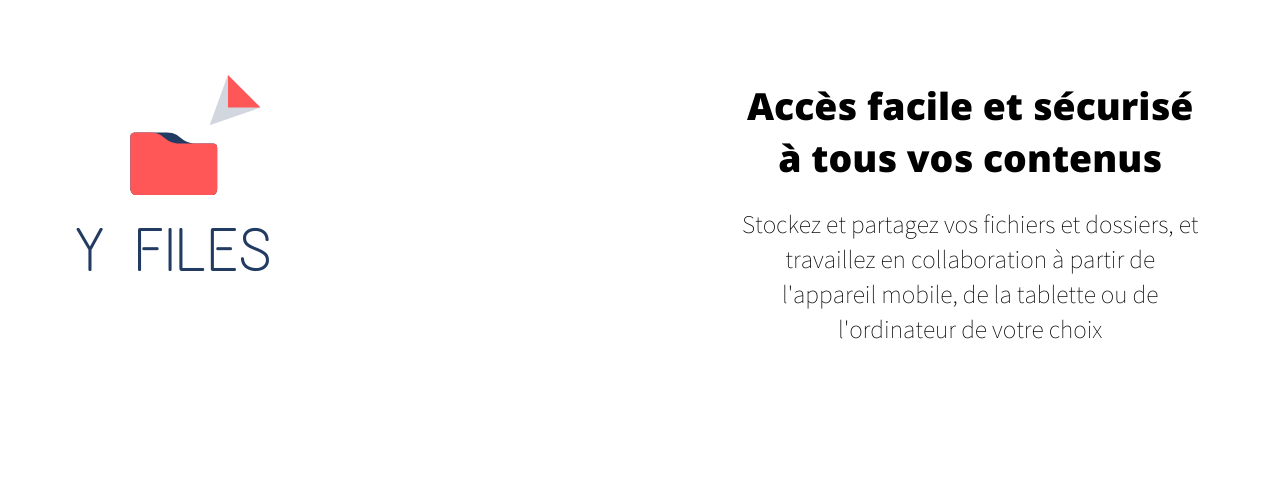 Y FILES
Accès facile et sécurisé
à tous vos contenus
Stockez et partagez vos fichiers et dossiers, et
travaillez en collaboration à partir de
l'appareil mobile, de la tablette ou de
l'ordinateur de votre choix